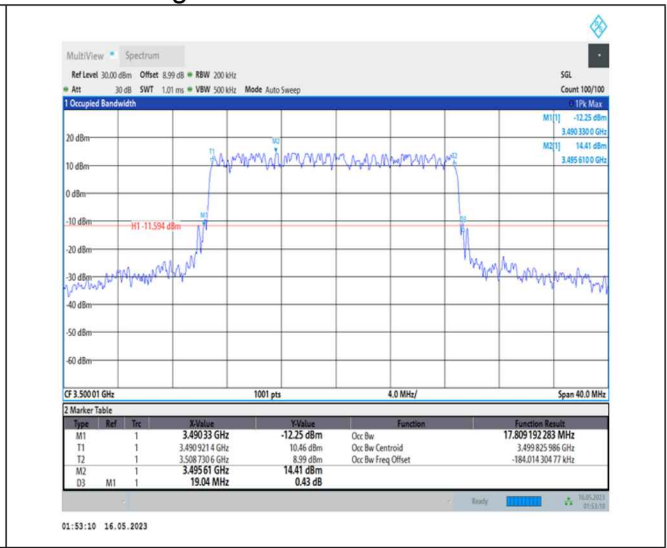 MultiView Spectrum
Ref Level 30.00 dBm Offset 8.99 dB RBW 200 kHz SGL
Att 30 dB SWT 1.01 ms VBW 500 kHz Mode Auto Sweep Count 100/100
1 Occupied Bandwidth 1Pk Max
M1[1] -12.25 dBm
3.490 330 0 GHz
M2[1] 14.41 dBm
3.495 610 0 GHz
20 dBm
M2
T1
10 dBm
0 dBm
M1
-10 dBm
H1 -11.594 dBm
-20 dBm
-30 dBm
-40 dBm
-50 dBm
-60 dBm
CF 3.500 01 GHz 1001 pts 4.0 MHz/ Span 40.0 MHz
2 Marker Table
Type Ref Trc X-Value Y-Value Function Function Result
M1 1 3.490 33 GHz -12.25 dBm Occ Bw 17.809 192 283 MHz
T1 1 3.490 921 4 GHz 10.46 dBm Occ Bw Centroid 3.499 825 986 GHz
T2 1 3.508 730 6 GHz 8.99 dBm Occ Bw Freq Offset -184.014 304 77 kHz
M2 1 3.495 61 GHz 14.41 dBm
D3 M1 1 19.04 MHz 0.43 dB
Ready 16.05.2023
01:53:10
01:53:10 16.05.2023